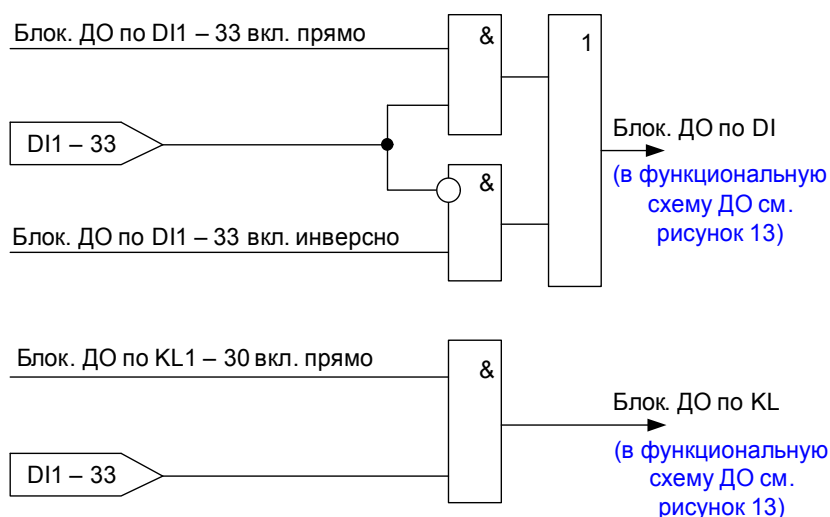 Блок. ДО по DI1 – 33 вкл. прямо
&
1
DI1 – 33
Блок. ДО по DI
(в функциональную
схему ДО см.
рисунок 13)
&
Блок. ДО по DI1 – 33 вкл. инверсно
Блок. ДО по KL1 – 30 вкл. прямо
&
Блок. ДО по KL
(в функциональную
схему ДО см.
рисунок 13)
DI1 – 33